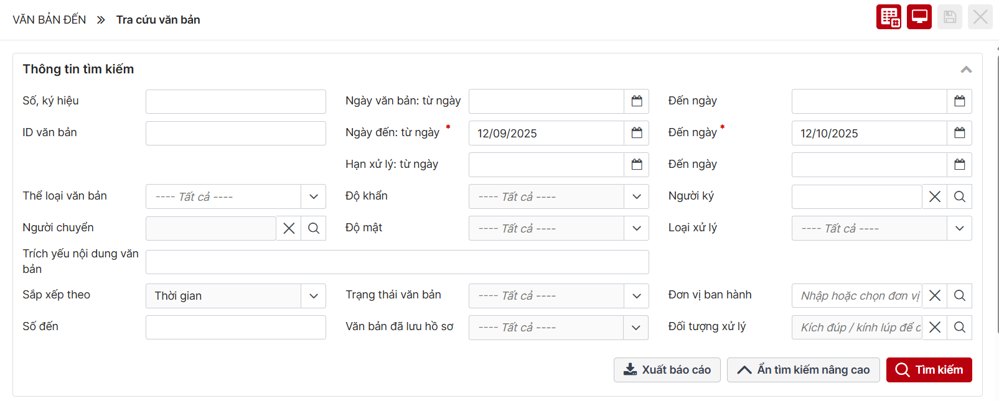 VĂN BẢN ĐẾN » Tra cứu văn bản
Thông tin tìm kiếm
Số, ký hiệu
Ngày văn bản: từ ngày
Đến ngày
ID văn bản
Ngày đến: từ ngày * 12/09/2025
Đến ngày * 12/10/2025
Hạn xử lý: từ ngày
Đến ngày
Thể loại văn bản ---- Tất cả ----
Độ khẩn ---- Tất cả ----
Người ký
Người chuyển
Độ mật ---- Tất cả ----
Loại xử lý ---- Tất cả ----
Trích yếu nội dung văn
bản
Sắp xếp theo Thời gian
Trạng thái văn bản ---- Tất cả ----
Đơn vị ban hành Nhập hoặc chọn đơn vị
Số đến
Văn bản đã lưu hồ sơ ---- Tất cả ----
Đối tượng xử lý Kích đúp / kính lúp để c
Xuất báo cáo
Ẩn tìm kiếm nâng cao
Tìm kiếm